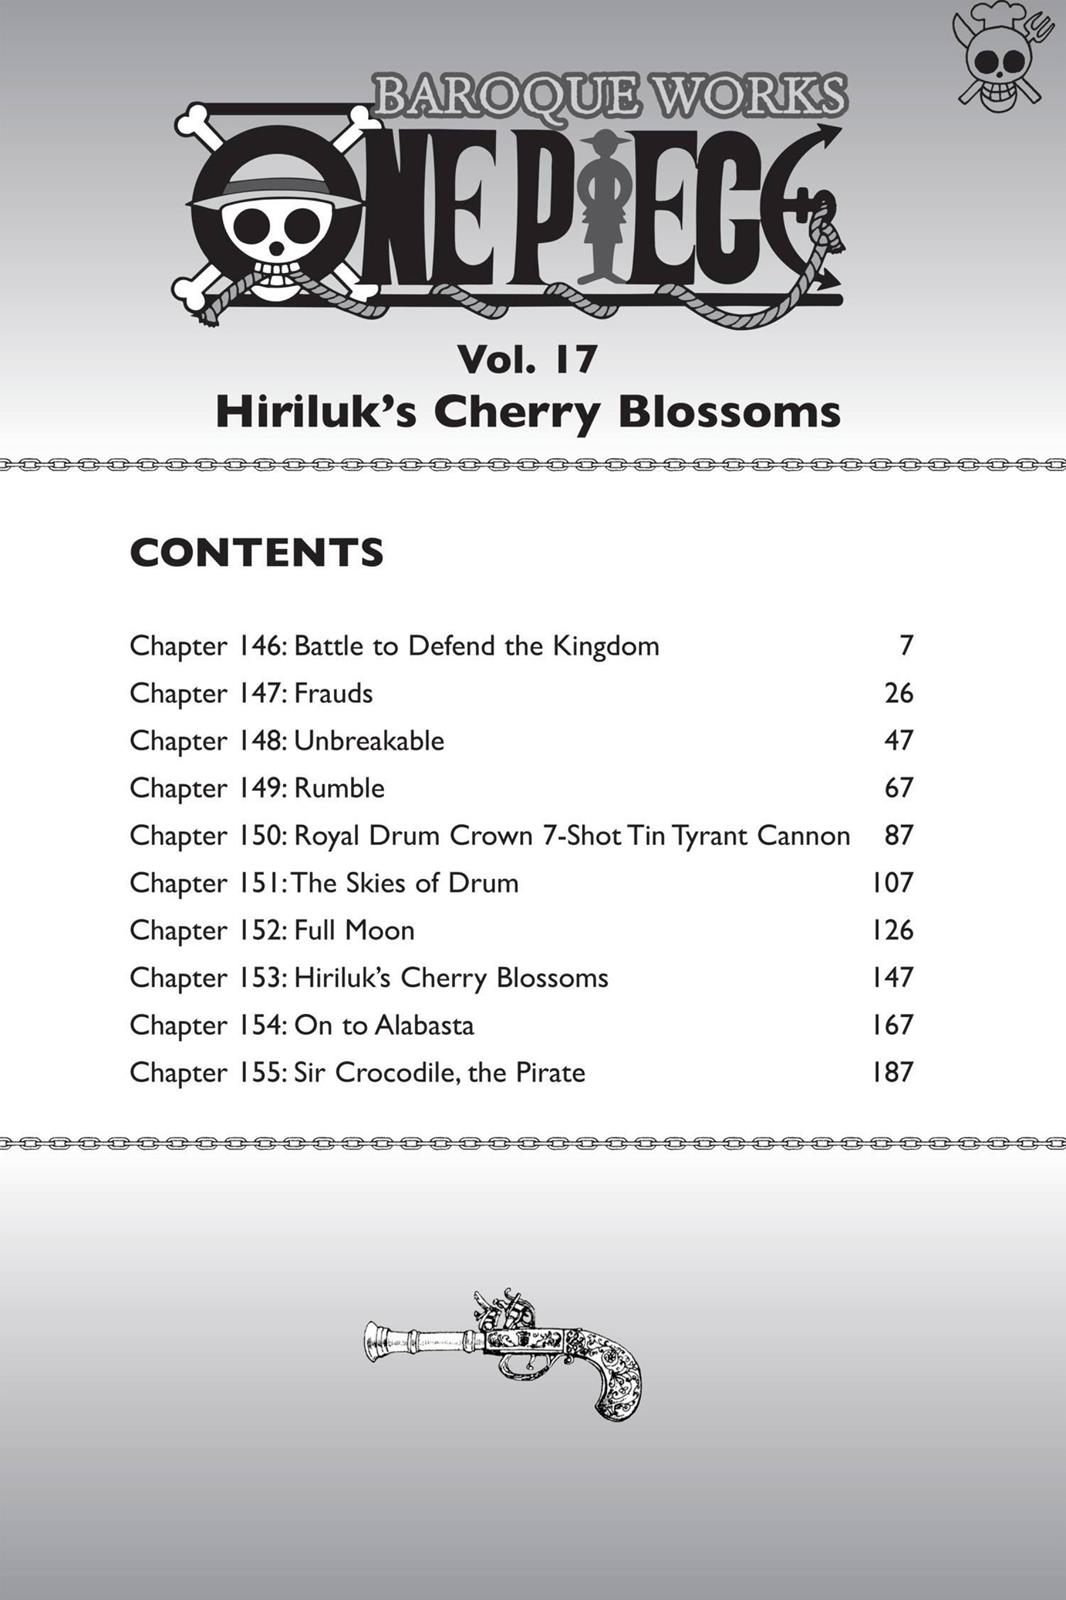 BAROQUE WORKS
ONE PIECE
Vol. 17
Hiriluk's Cherry Blossoms
CONTENTS
Chapter 146: Battle to Defend the Kingdom 7
Chapter 147: Frauds 26
Chapter 148: Unbreakable 47
Chapter 149: Rumble 67
Chapter 150: Royal Drum Crown 7-Shot Tin Tyrant Cannon 87
Chapter 151: The Skies of Drum 107
Chapter 152: Full Moon 126
Chapter 153: Hiriluk's Cherry Blossoms 147
Chapter 154: On to Alabasta 167
Chapter 155: Sir Crocodile, the Pirate 187